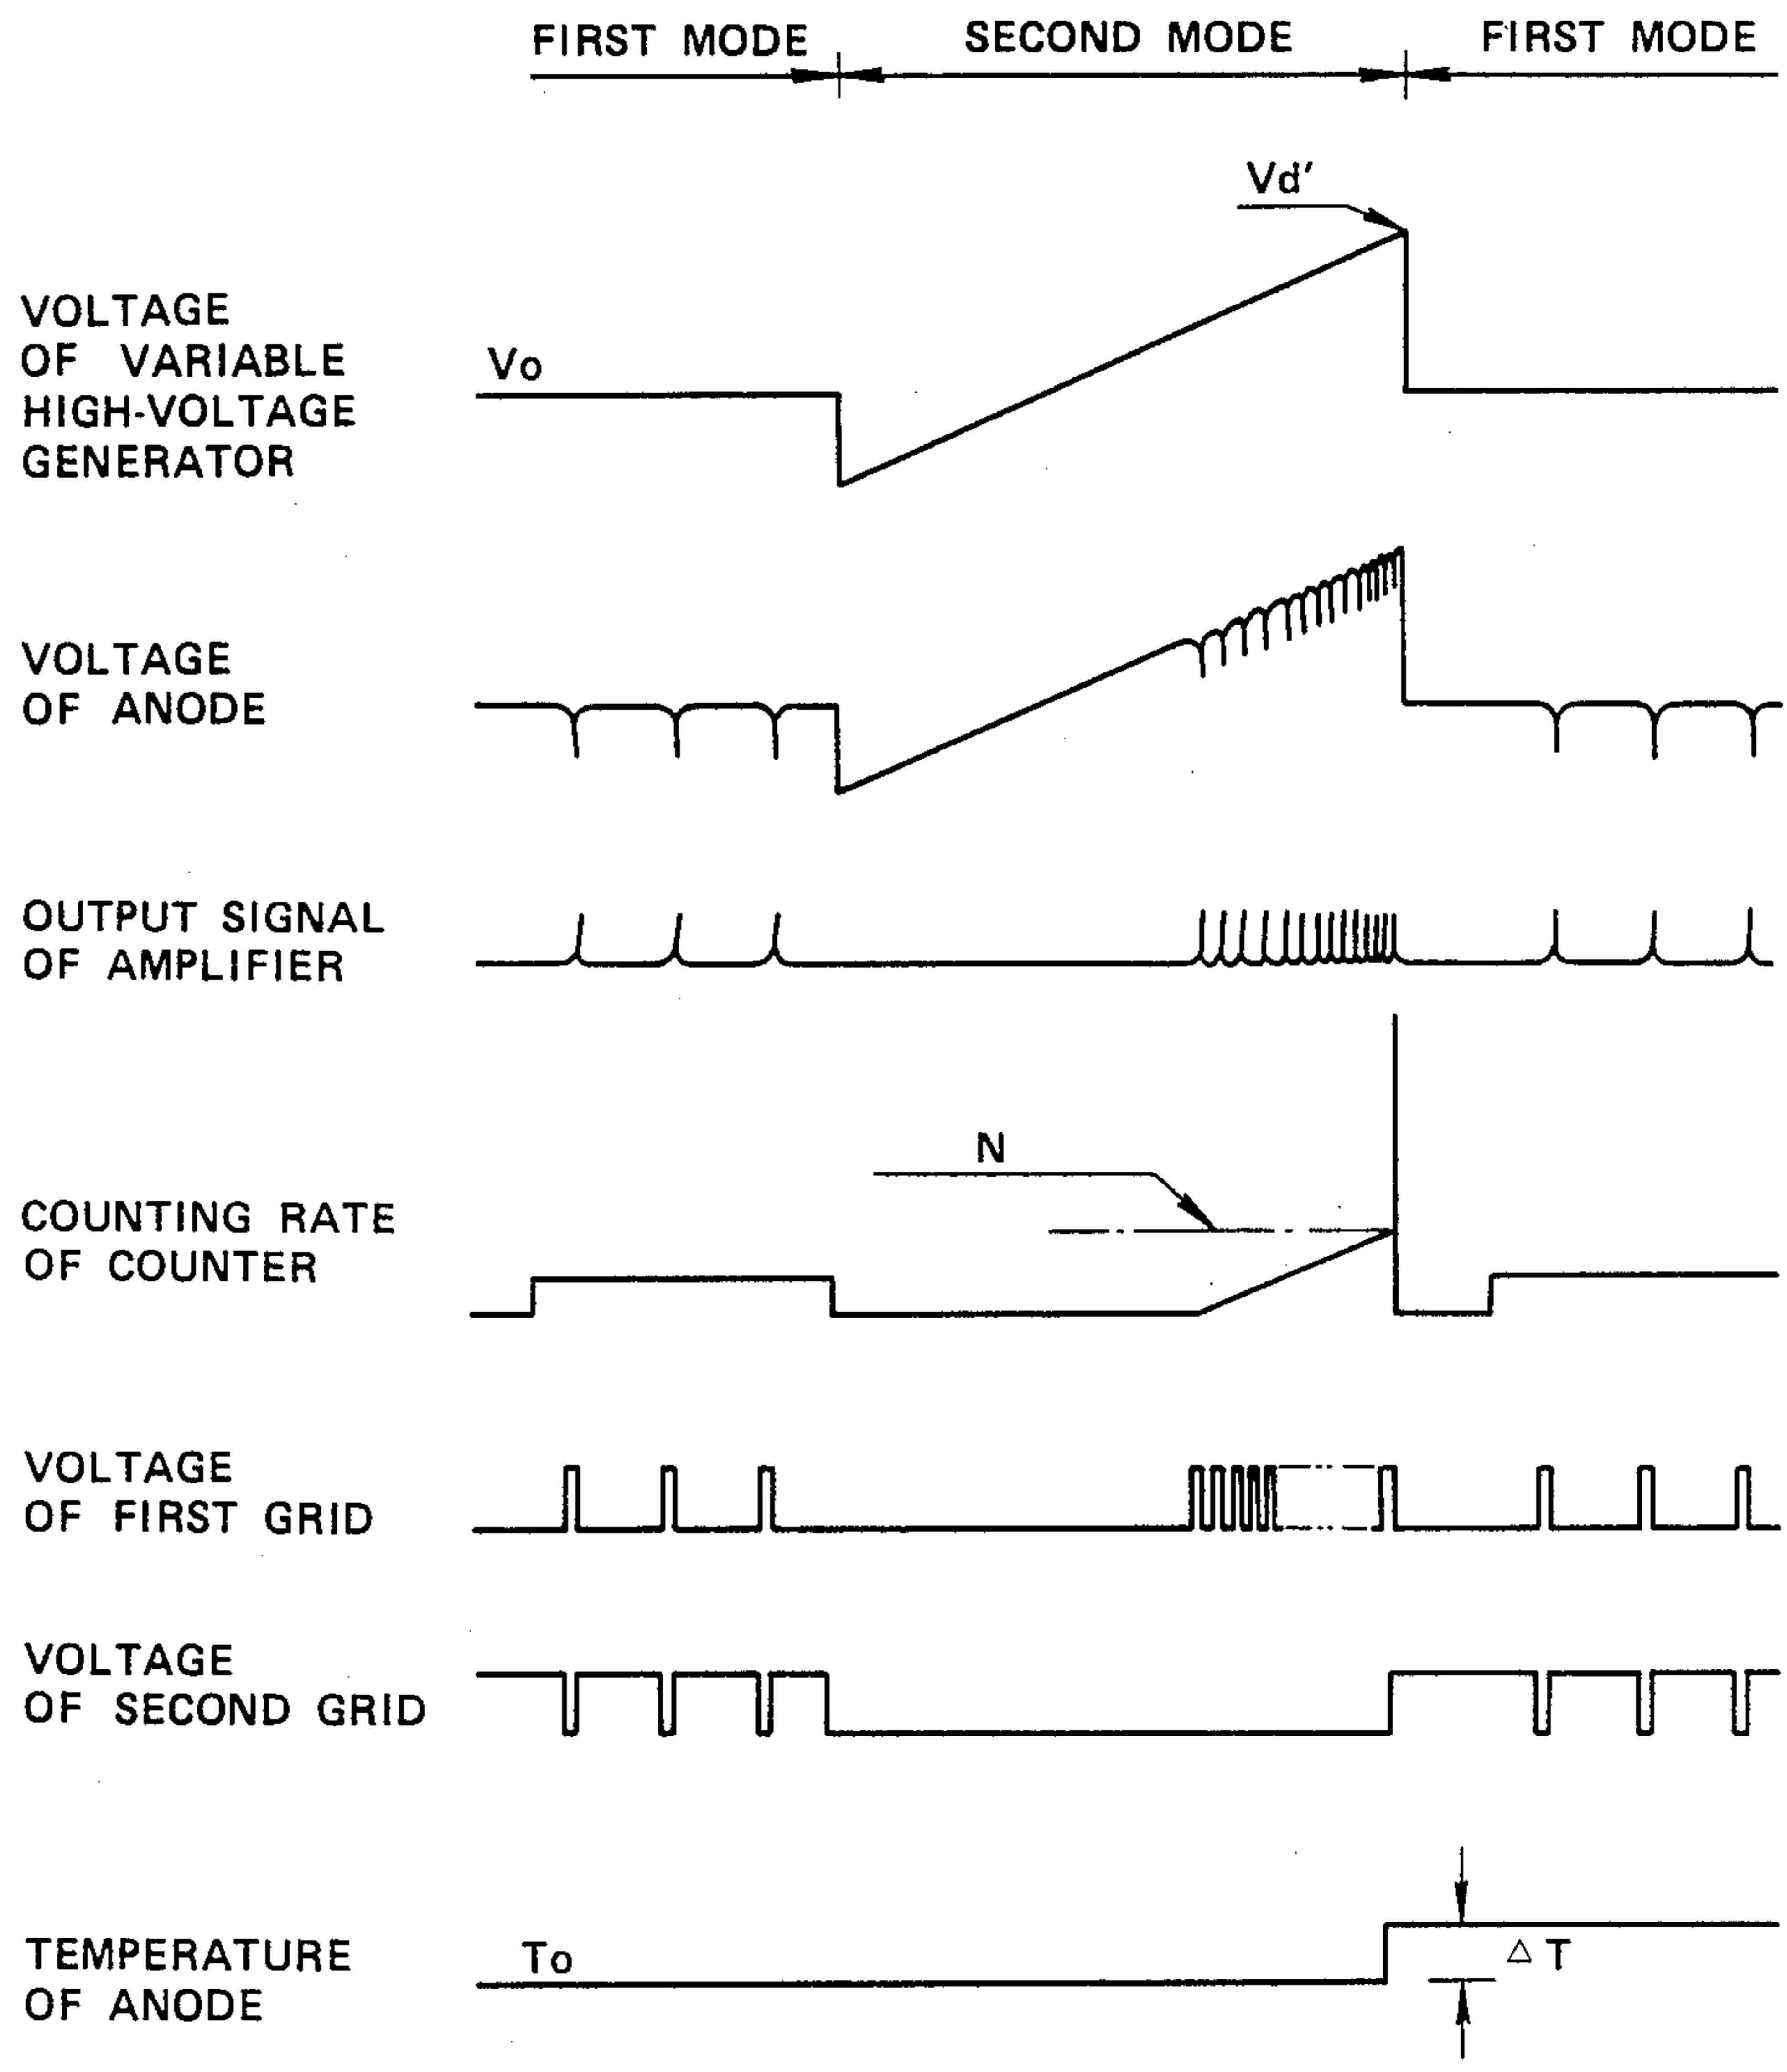 FIRST MODE SECOND MODE FIRST MODE
Vd'
VOLTAGE
OF VARIABLE
HIGH-VOLTAGE
GENERATOR
Vo
VOLTAGE
OF ANODE
OUTPUT SIGNAL
OF AMPLIFIER
N
COUNTING RATE
OF COUNTER
VOLTAGE
OF FIRST GRID
VOLTAGE
OF SECOND GRID
TEMPERATURE
OF ANODE
To
△ T